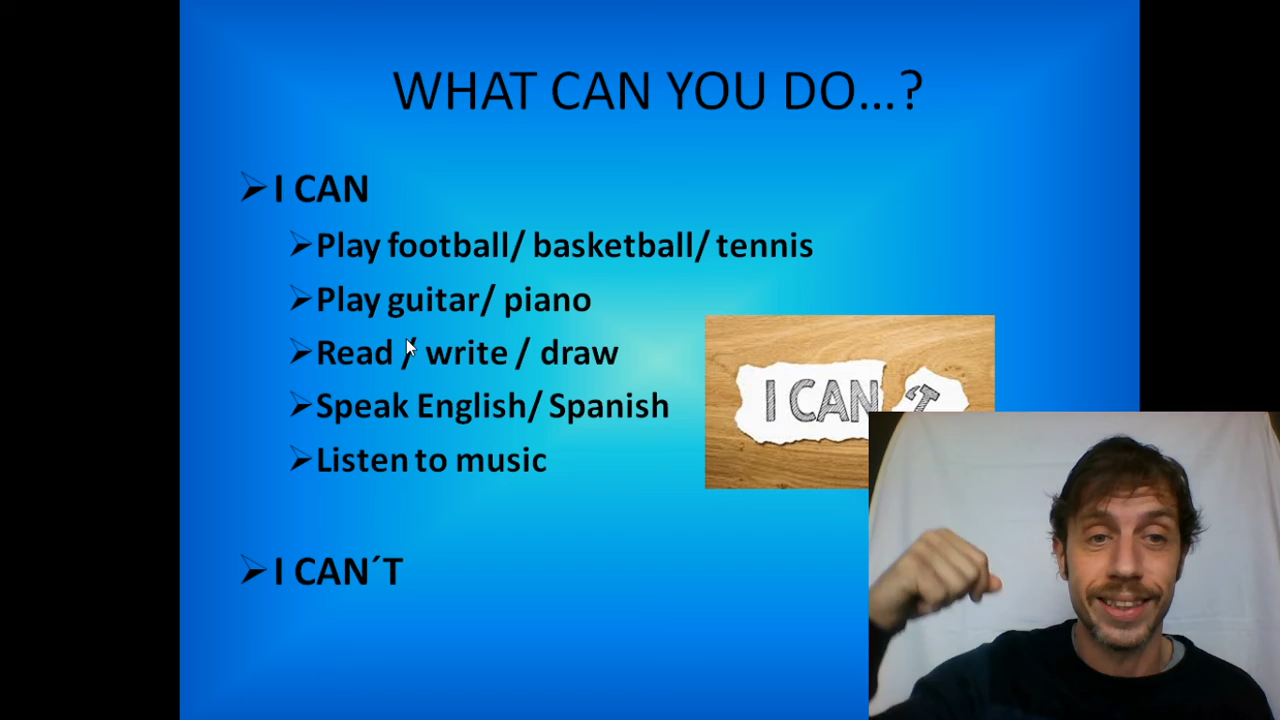 WHAT CAN YOU DO...?
➢I CAN
➢Play football/ basketball/ tennis
➢Play guitar/ piano
➢Read / write / draw
➢Speak English/ Spanish
➢Listen to music
I CAN 'T
➢I CAN´T